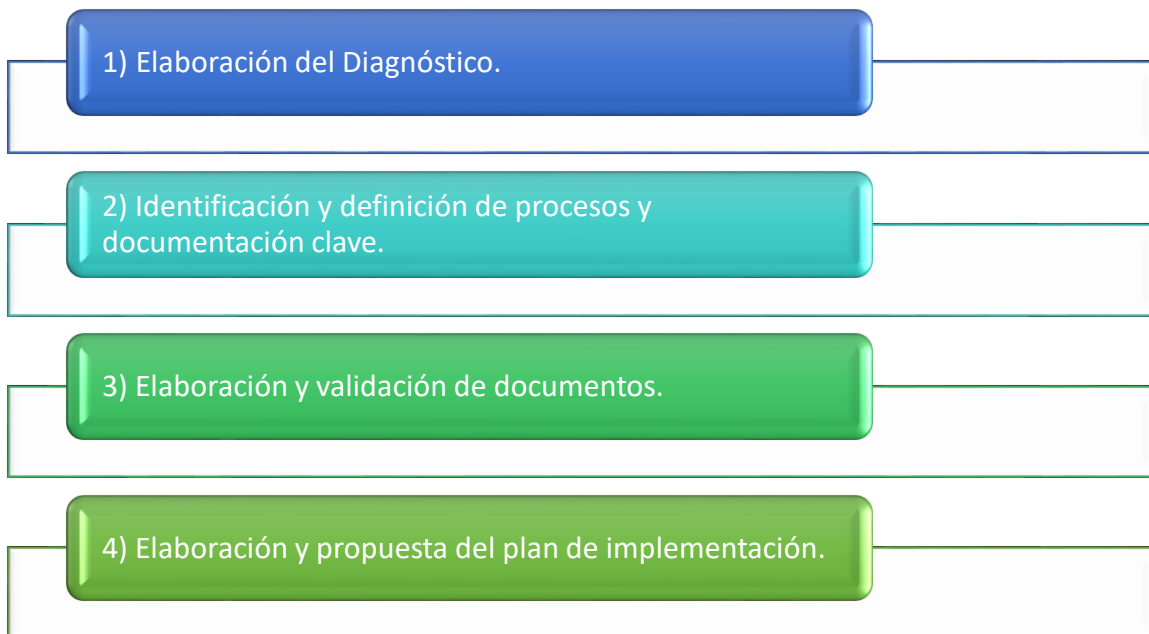 1) Elaboración del Diagnóstico.
2) Identificación y definición de procesos y
documentación clave.
3) Elaboración y validación de documentos.
4) Elaboración y propuesta del plan de implementación.